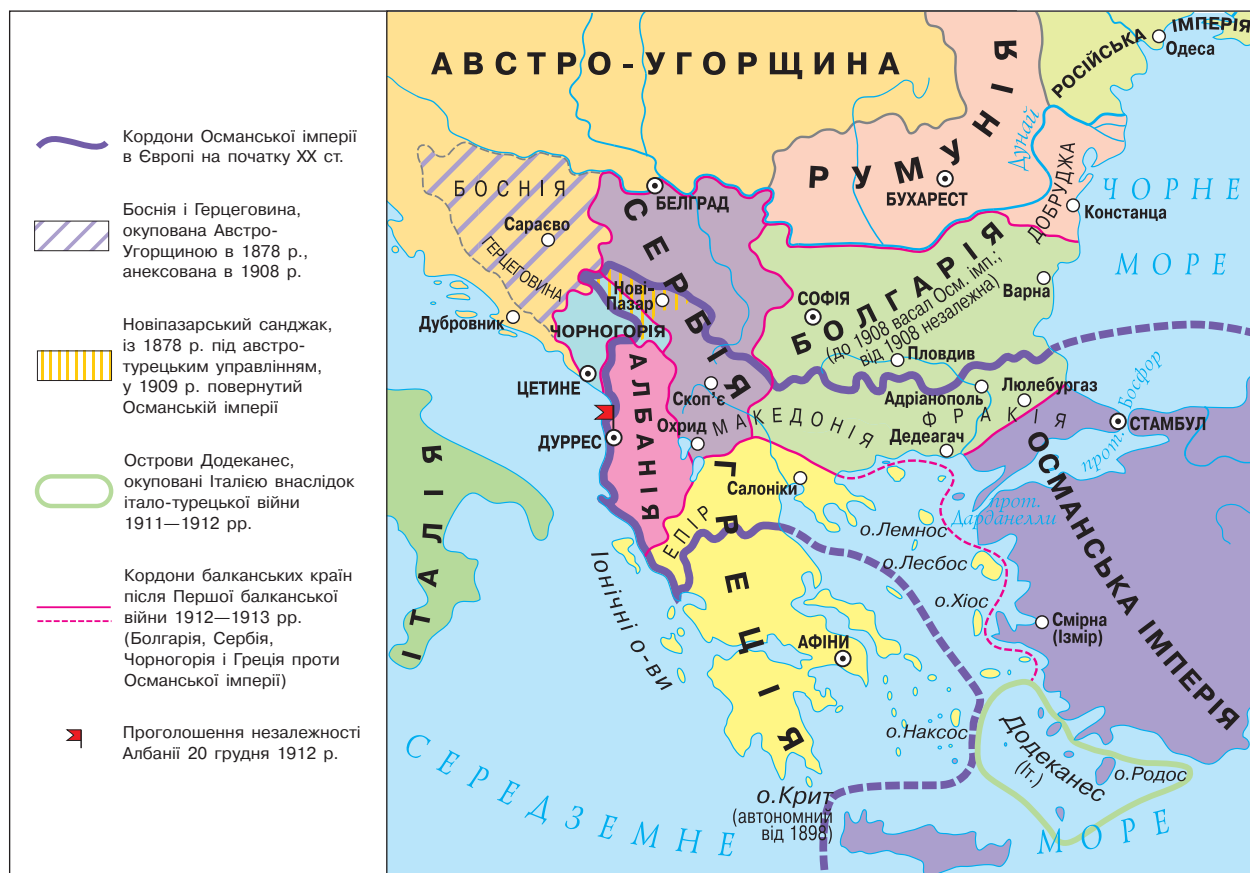 Кордони Османської імперії
в Європі на початку XX ст.
Боснія і Герцеговина,
окупована Австро-
Угорщиною в 1878 р.,
анексована в 1908 р.
Новіпазарський санджак,
із 1878 р. під австро-
турецьким управлінням,
у 1909 р. повернутий
Османській імперії
Острови Додеканес,
окуповані Італією внаслідок
італо-турецької війни
1911—1912 рр.
Кордони балканських країн
після Першої балканської
війни 1912—1913 рр.
(Болгарія, Сербія,
Чорногорія і Греція проти
Османської імперії)
Проголошення незалежності
Албанії 20 грудня 1912 р.
АВСТРО-УГОРЩИНА
РОСІЙСЬКА ІМПЕРІЯ
Одеса
РУМУНІЯ
Дунай
БУХАРЕСТ
ДОБРУДЖА
Констанца
ЧОРНЕ
МОРЕ
БОСНІЯ
Сараєво
ГЕРЦЕГОВИНА
БЕЛГРАД
СЕРБІЯ
Нові-
Пазар
Дубровник
ЧОРНОГОРІЯ
ЦЕТИНЕ
СОФІЯ
БОЛГАРІЯ
(до 1908 васал Осм. імп.;
від 1908 незалежна)
Варна
Пловдив
Адріанополь
Люлебургаз
Скоп'є
Охрид
МАКЕДОНІЯ
ФРАКІЯ
Дедеагач
АЛБАНІЯ
ДУРРЕС
прот. Босфор
СТАМБУЛ
ОСМАНСЬКА ІМПЕРІЯ
прот.
Дарданелли
ІТАЛІЯ
Салоніки
ЕПІР
ГРЕЦІЯ
Іонічні о-ви
о.Лемнос
о.Лесбос
о.Хіос
Смірна
(Ізмір)
АФІНИ
о.Наксос
Додеканес
(Іт.)
о.Родос
о.Крит
(автономний
від 1898)
СЕРЕДЗЕМНЕ МОРЕ